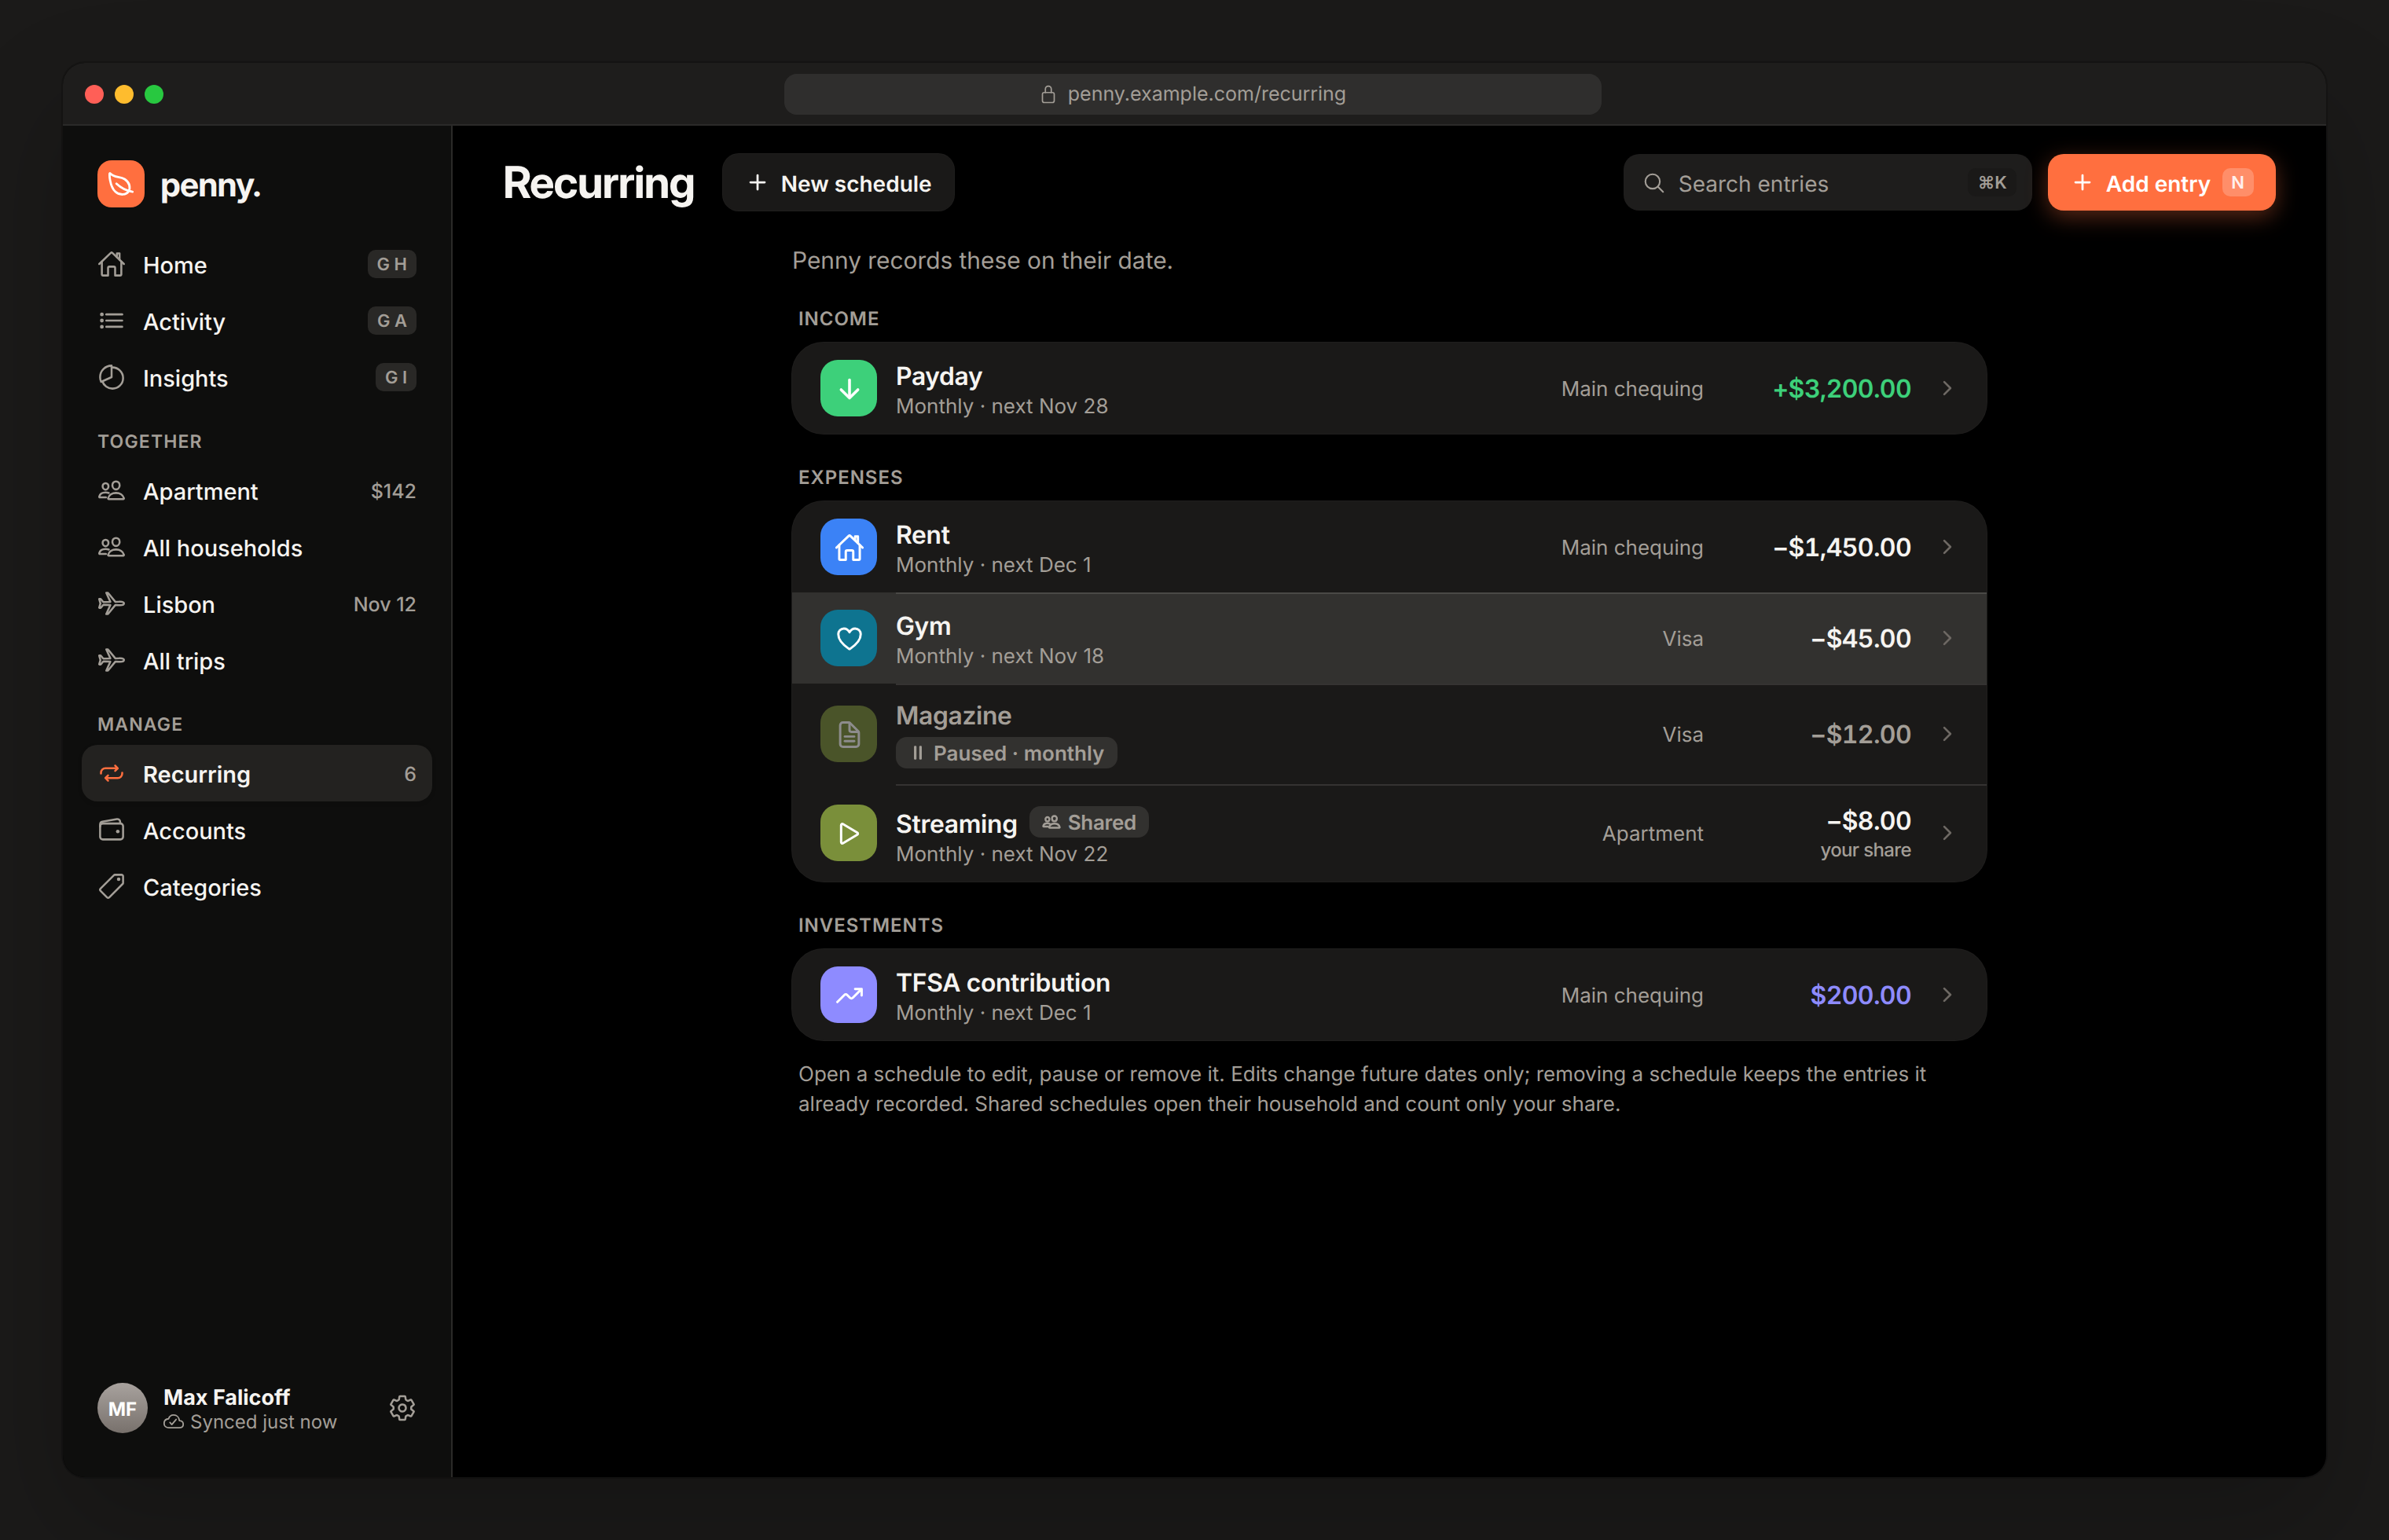 penny.example.com/recurring
penny.
Home G H
Activity G A
Insights G I
TOGETHER
Apartment $142
All households
Lisbon Nov 12
All trips
MANAGE
Recurring 6
Accounts
Categories
MF
Max Falicoff
Synced just now
Recurring
New schedule
Search entries ⌘K
Add entry N
Penny records these on their date.
INCOME
Payday
Monthly · next Nov 28
Main chequing
+$3,200.00
EXPENSES
Rent
Monthly · next Dec 1
Main chequing
−$1,450.00
Gym
Monthly · next Nov 18
Visa
−$45.00
Magazine
Paused · monthly
Visa
−$12.00
Streaming Shared
Monthly · next Nov 22
Apartment
−$8.00
your share
INVESTMENTS
TFSA contribution
Monthly · next Dec 1
Main chequing
$200.00
Open a schedule to edit, pause or remove it. Edits change future dates only; removing a schedule keeps the entries it
already recorded. Shared schedules open their household and count only your share.